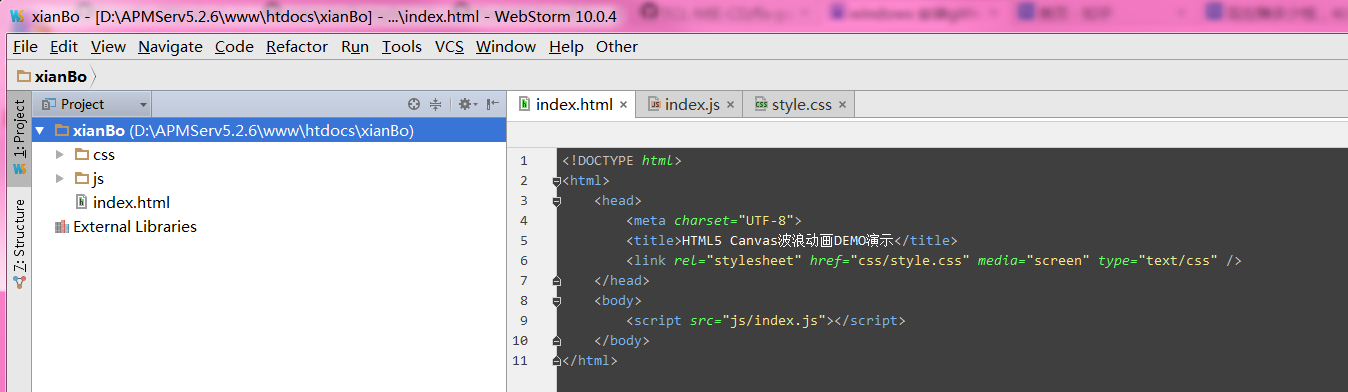 xianBo - [D:\APMServ5.2.6\www\htdocs\xianBo] - ...\index.html - WebStorm 10.0.4
File Edit View Navigate Code Refactor Run Tools VCS Window Help Other
xianBo
1: Project
Project
xianBo (D:\APMServ5.2.6\www\htdocs\xianBo)
css
js
index.html
External Libraries
7: Structure
index.html × index.js × style.css ×
1 <!DOCTYPE html>
2 <html>
3 <head>
4 <meta charset="UTF-8">
5 <title>HTML5 Canvas波浪动画DEMO演示</title>
6 <link rel="stylesheet" href="css/style.css" media="screen" type="text/css" />
7 </head>
8 <body>
9 <script src="js/index.js"></script>
10 </body>
11 </html>